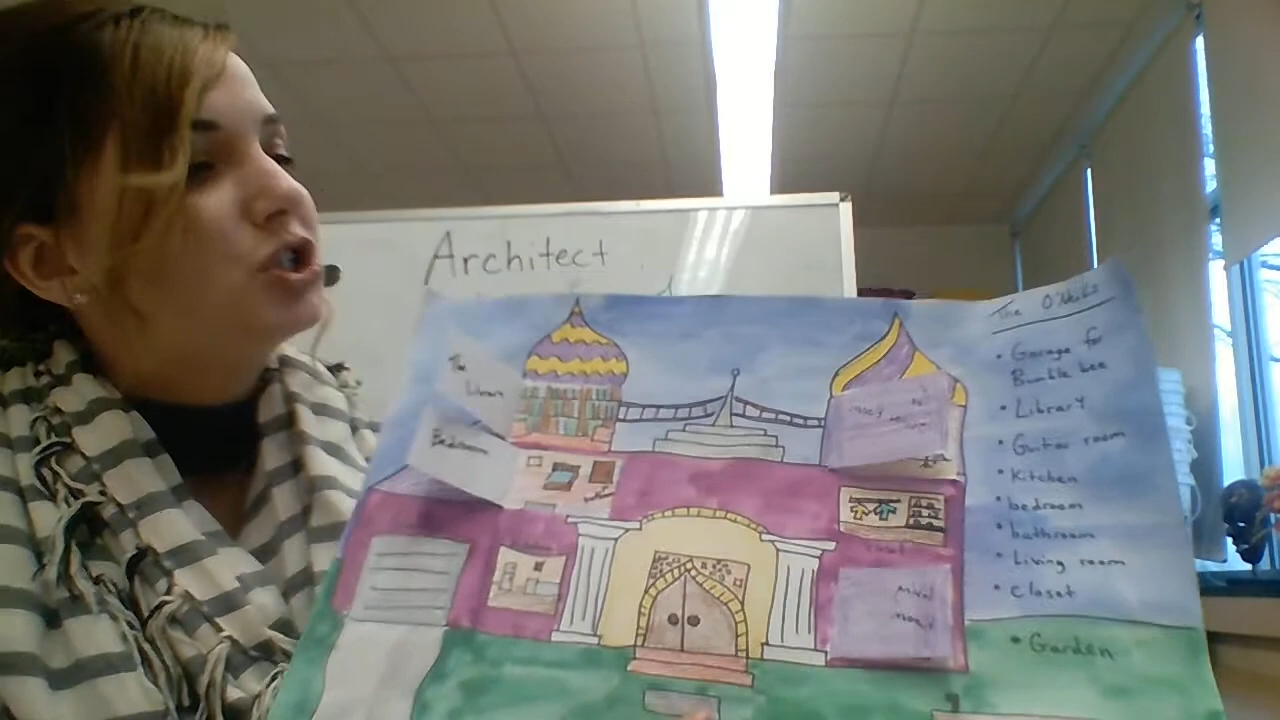 Architect
The
Library
Bedroom
The O'Neils
• Garage for
Bumble bee
• Library
• Guitar room
• Kitchen
• bedroom
• bathroom
• Living room
• Closet
• Garden